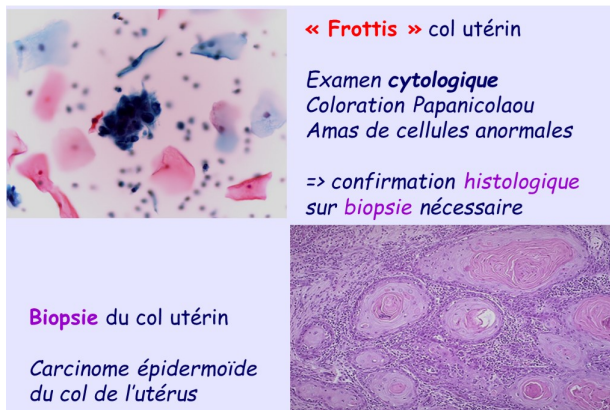 « Frottis » col utérin
Examen cytologique
Coloration Papanicolaou
Amas de cellules anormales
=> confirmation histologique
sur biopsie nécessaire
Biopsie du col utérin
Carcinome épidermoïde
du col de l'utérus